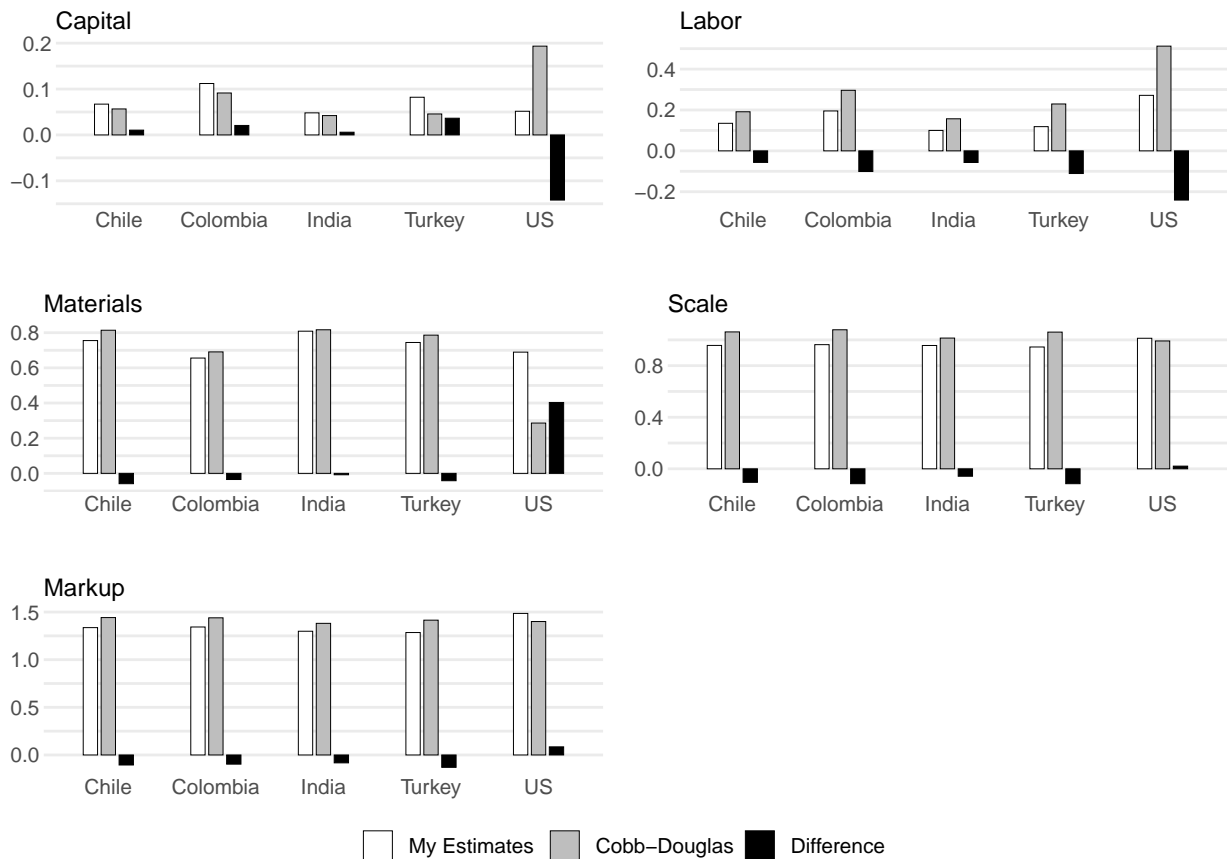 Capital
0.2
0.1
0.0
−0.1
Chile Colombia India Turkey US
Labor
0.4
0.2
0.0
−0.2
Chile Colombia India Turkey US
Materials
0.8
0.6
0.4
0.2
0.0
Chile Colombia India Turkey US
Scale
0.8
0.4
0.0
Chile Colombia India Turkey US
Markup
1.5
1.0
0.5
0.0
Chile Colombia India Turkey US
My Estimates Cobb−Douglas Difference